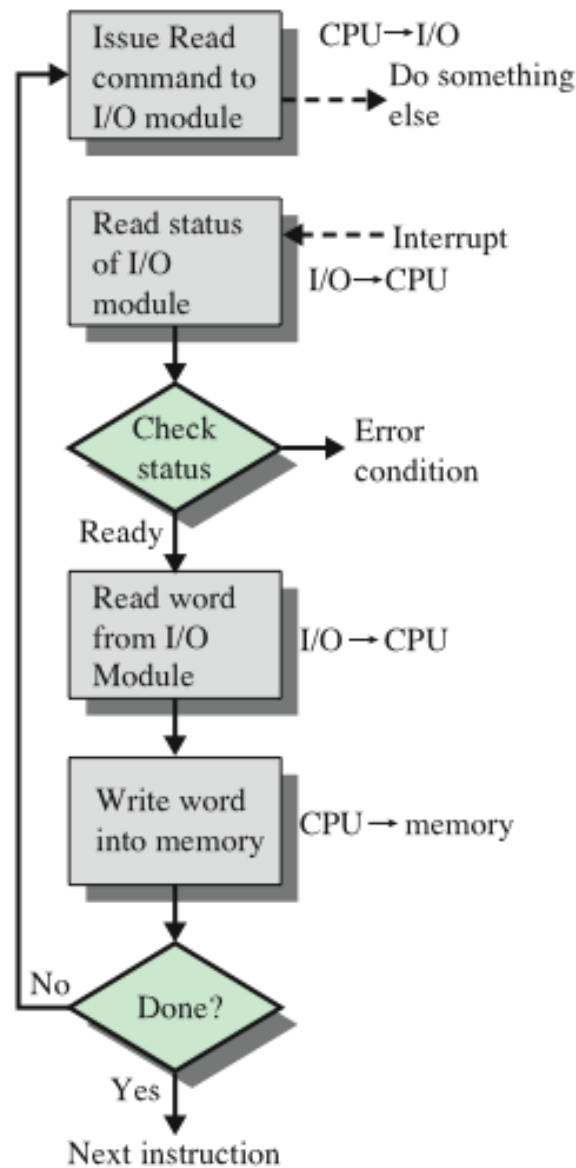 Issue Read
command to
I/O module
CPU→I/O
Do something
else
Read status
of I/O
module
Interrupt
I/O→CPU
Check
status
Error
condition
Ready
Read word
from I/O
Module
I/O → CPU
Write word
into memory
CPU → memory
No
Done?
Yes
Next instruction